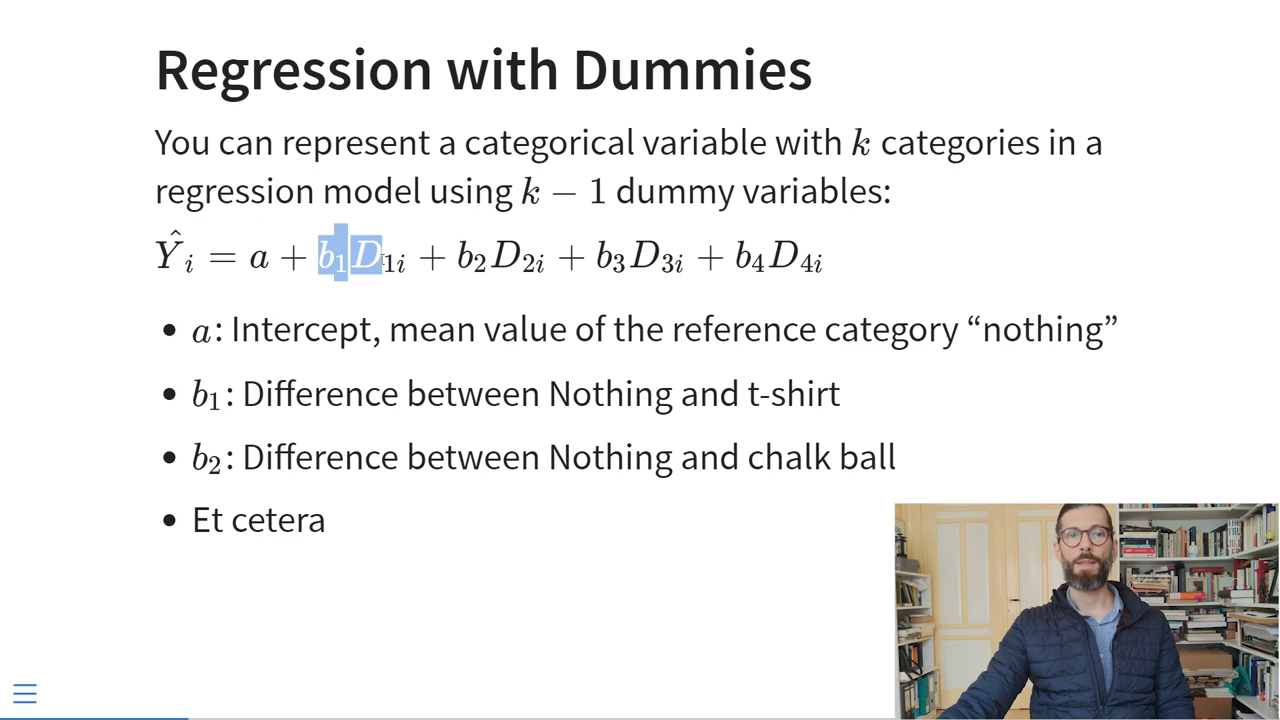 Regression with Dummies
You can represent a categorical variable with k categories in a
regression model using k − 1 dummy variables:
Ŷᵢ = a + b₁D₁ᵢ + b₂D₂ᵢ + b₃D₃ᵢ + b₄D₄ᵢ
• a: Intercept, mean value of the reference category “nothing”
• b₁: Difference between Nothing and t-shirt
• b₂: Difference between Nothing and chalk ball
• Et cetera